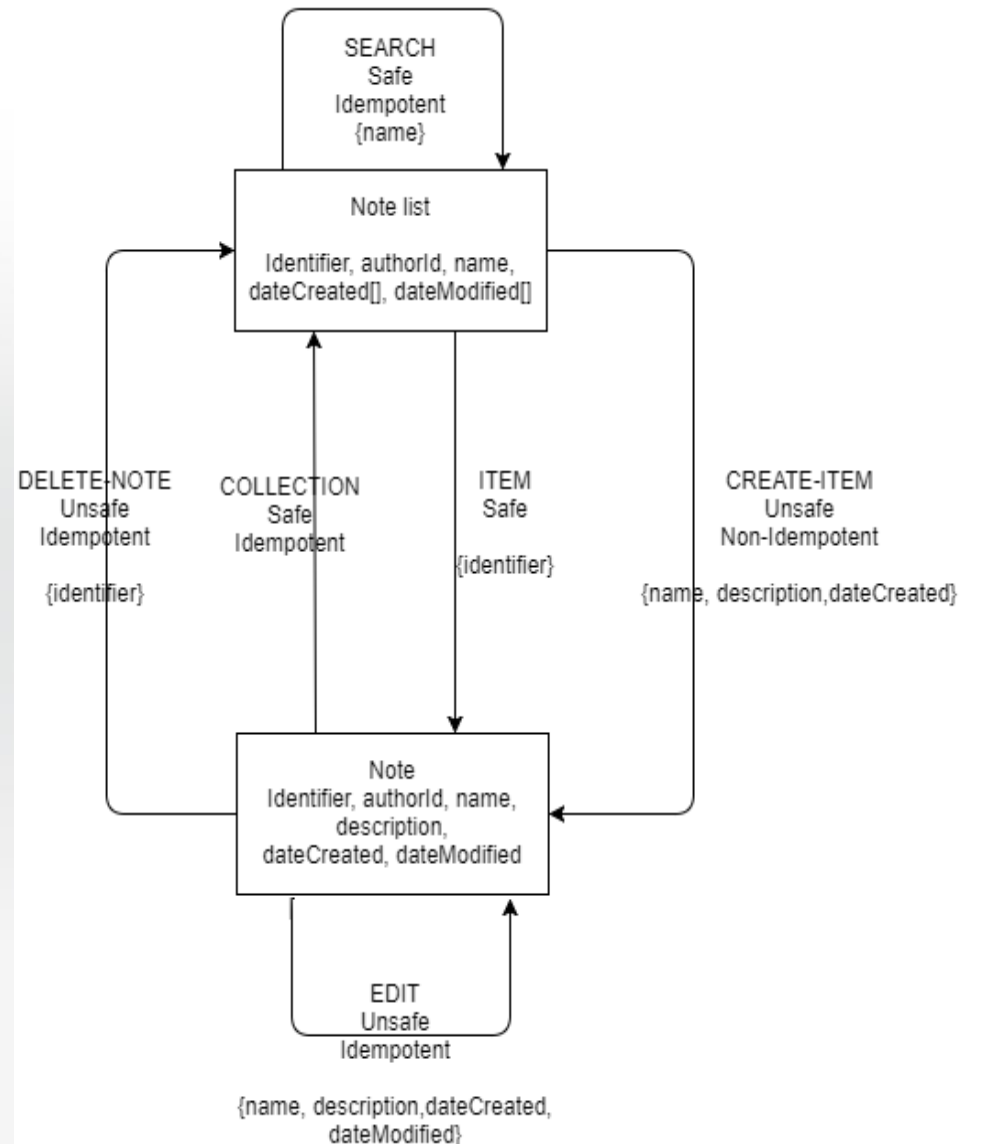 SEARCH
Safe
Idempotent
{name}
Note list
Identifier, authorId, name,
dateCreated[], dateModified[]
DELETE-NOTE
Unsafe
Idempotent
{identifier}
COLLECTION
Safe
Idempotent
ITEM
Safe
{identifier}
CREATE-ITEM
Unsafe
Non-Idempotent
{name, description,dateCreated}
Note
Identifier, authorId, name,
description,
dateCreated, dateModified
EDIT
Unsafe
Idempotent
{name, description,dateCreated,
dateModified}